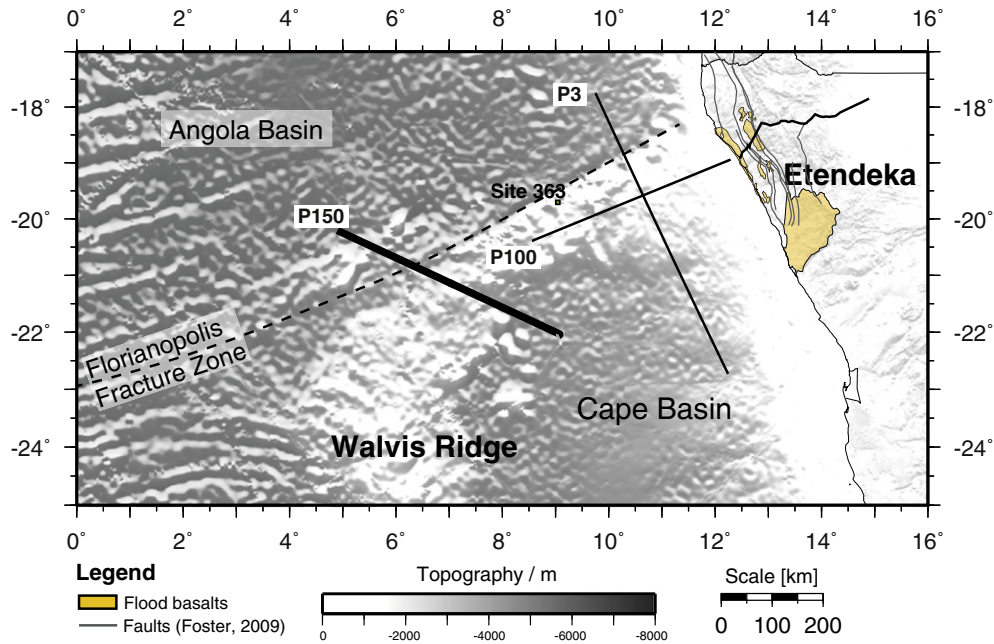 0° 2° 4° 6° 8° 10° 12° 14° 16°
-18° -18°
-20° -20°
-22° -22°
-24° -24°
P3
Angola Basin
Etendeka
Site 363
P150
P100
Florianopolis
Fracture Zone
Cape Basin
Walvis Ridge
0° 2° 4° 6° 8° 10° 12° 14° 16°
Legend
Flood basalts
Faults (Foster, 2009)
Topography / m
0 -2000 -4000 -6000 -8000
Scale [km]
0 100 200